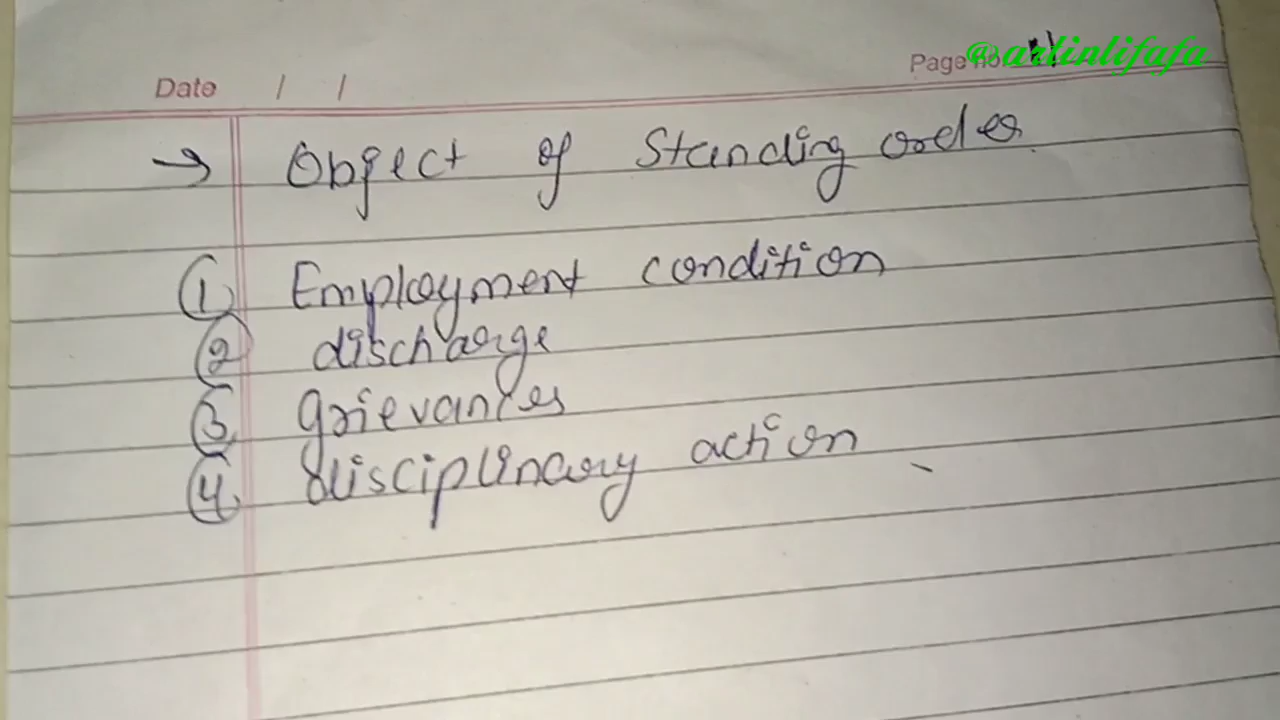 @artinlifafa
Date / /
Page no
→ Object of Standing order
① Employment condition
② discharge
③ grievances
④ disciplinary action